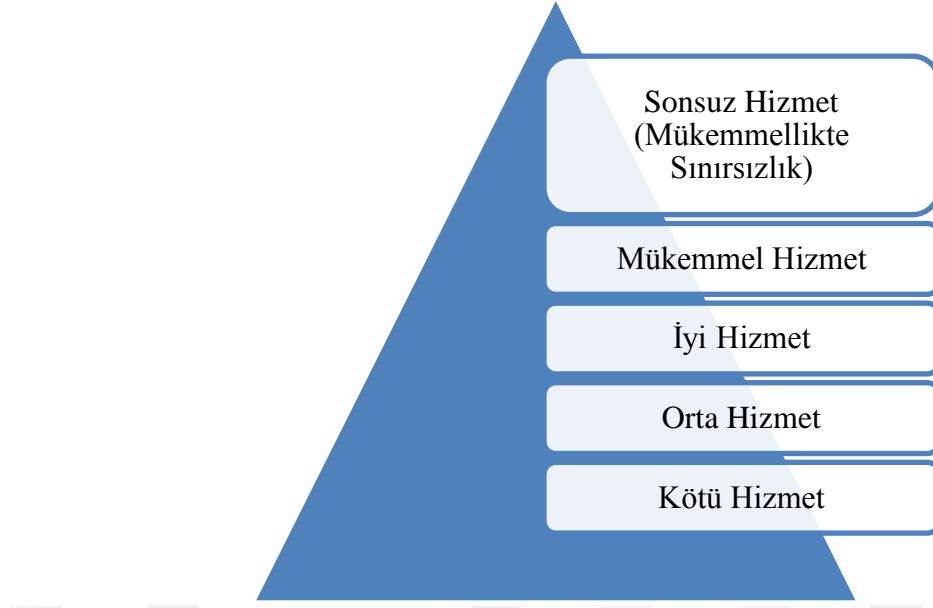 Sonsuz Hizmet
(Mükemmellikte
Sınırsızlık)
Mükemmel Hizmet
İyi Hizmet
Orta Hizmet
Kötü Hizmet